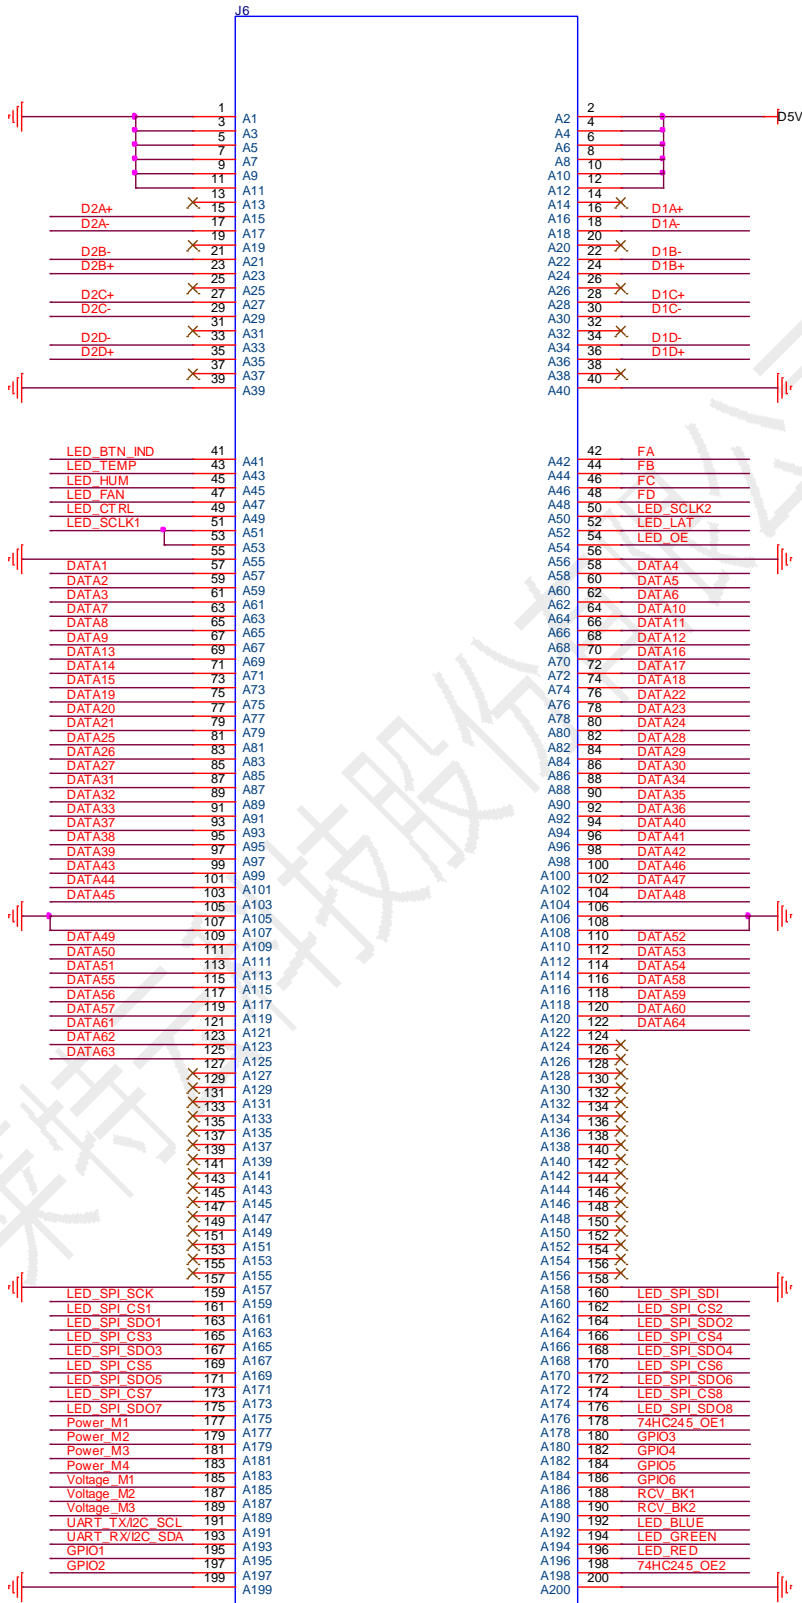 J6
1 A1 A2 2 D5V
3 A3 A4 4
5 A5 A6 6
7 A7 A8 8
9 A9 A10 10
11 A11 A12 12
13 A13 A14 14
D2A+ 15 A15 A16 16 D1A+
D2A- 17 A17 A18 18 D1A-
19 A19 A20 20
D2B- 21 A21 A22 22 D1B-
D2B+ 23 A23 A24 24 D1B+
25 A25 A26 26
D2C+ 27 A27 A28 28 D1C+
D2C- 29 A29 A30 30 D1C-
31 A31 A32 32
D2D- 33 A33 A34 34 D1D-
D2D+ 35 A35 A36 36 D1D+
37 A37 A38 38
39 A39 A40 40
LED_BTN_IND 41 A41 A42 42 FA
LED_TEMP 43 A43 A44 44 FB
LED_HUM 45 A45 A46 46 FC
LED_FAN 47 A47 A48 48 FD
LED_CTRL 49 A49 A50 50 LED_SCLK2
LED_SCLK1 51 A51 A52 52 LED_LAT
53 A53 A54 54 LED_OE
55 A55 A56 56
DATA1 57 A57 A58 58 DATA4
DATA2 59 A59 A60 60 DATA5
DATA3 61 A61 A62 62 DATA6
DATA7 63 A63 A64 64 DATA10
DATA8 65 A65 A66 66 DATA11
DATA9 67 A67 A68 68 DATA12
DATA13 69 A69 A70 70 DATA16
DATA14 71 A71 A72 72 DATA17
DATA15 73 A73 A74 74 DATA18
DATA19 75 A75 A76 76 DATA22
DATA20 77 A77 A78 78 DATA23
DATA21 79 A79 A80 80 DATA24
DATA25 81 A81 A82 82 DATA28
DATA26 83 A83 A84 84 DATA29
DATA27 85 A85 A86 86 DATA30
DATA31 87 A87 A88 88 DATA34
DATA32 89 A89 A90 90 DATA35
DATA33 91 A91 A92 92 DATA36
DATA37 93 A93 A94 94 DATA40
DATA38 95 A95 A96 96 DATA41
DATA39 97 A97 A98 98 DATA42
DATA43 99 A99 A100 100 DATA46
DATA44 101 A101 A102 102 DATA47
DATA45 103 A103 A104 104 DATA48
105 A105 A106 106
107 A107 A108 108
DATA49 109 A109 A110 110 DATA52
DATA50 111 A111 A112 112 DATA53
DATA51 113 A113 A114 114 DATA54
DATA55 115 A115 A116 116 DATA58
DATA56 117 A117 A118 118 DATA59
DATA57 119 A119 A120 120 DATA60
DATA61 121 A121 A122 122 DATA64
DATA62 123 A123 A124 124
DATA63 125 A125 A126 126
127 A127 A128 128
129 A129 A130 130
131 A131 A132 132
133 A133 A134 134
135 A135 A136 136
137 A137 A138 138
139 A139 A140 140
141 A141 A142 142
143 A143 A144 144
145 A145 A146 146
147 A147 A148 148
149 A149 A150 150
151 A151 A152 152
153 A153 A154 154
155 A155 A156 156
157 A157 A158 158
LED_SPI_SCK 159 A159 A160 160 LED_SPI_SDI
LED_SPI_CS1 161 A161 A162 162 LED_SPI_CS2
LED_SPI_SDO1 163 A163 A164 164 LED_SPI_SDO2
LED_SPI_CS3 165 A165 A166 166 LED_SPI_CS4
LED_SPI_SDO3 167 A167 A168 168 LED_SPI_SDO4
LED_SPI_CS5 169 A169 A170 170 LED_SPI_CS6
LED_SPI_SDO5 171 A171 A172 172 LED_SPI_SDO6
LED_SPI_CS7 173 A173 A174 174 LED_SPI_CS8
LED_SPI_SDO7 175 A175 A176 176 LED_SPI_SDO8
Power_M1 177 A177 A178 178 74HC245_OE1
Power_M2 179 A179 A180 180 GPIO3
Power_M3 181 A181 A182 182 GPIO4
Power_M4 183 A183 A184 184 GPIO5
Voltage_M1 185 A185 A186 186 GPIO6
Voltage_M2 187 A187 A188 188 RCV_BK1
Voltage_M3 189 A189 A190 190 RCV_BK2
UART_TX/I2C_SCL 191 A191 A192 192 LED_BLUE
UART_RX/I2C_SDA 193 A193 A194 194 LED_GREEN
GPIO1 195 A195 A196 196 LED_RED
GPIO2 197 A197 A198 198 74HC245_OE2
199 A199 A200 200
莱特云科技股份有限公司